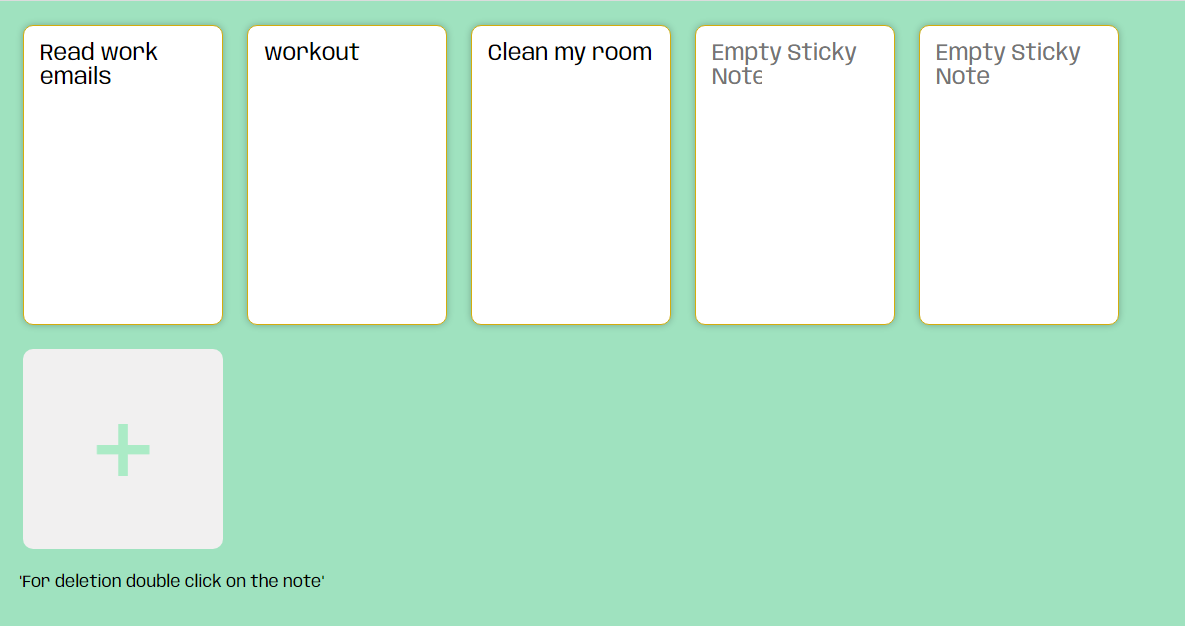 Read work
emails
workout
Clean my room
Empty Sticky
Note
Empty Sticky
Note
+
'For deletion double click on the note'